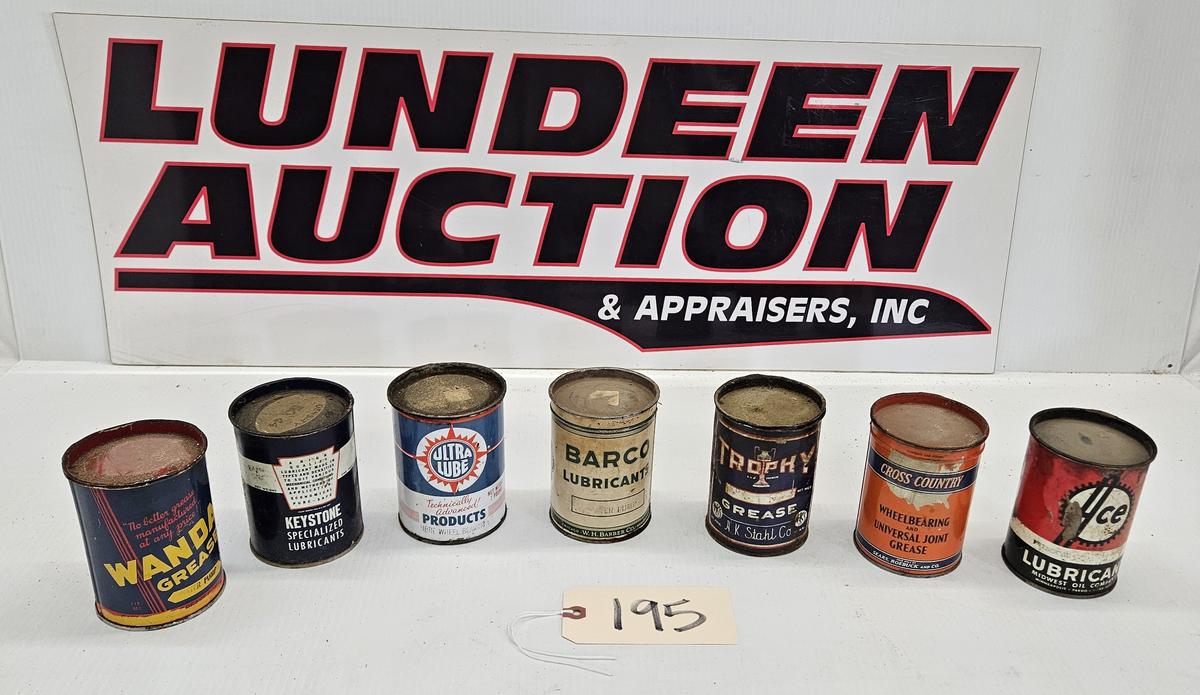 LUNDEEN
AUCTION
& APPRAISERS, INC
"No better grease
manufactured
at any price"
WANDA
GREASE
KEYSTONE
SPECIALIZED
LUBRICANTS
ULTRA
LUBE
Technically
Advanced!
PRODUCTS
BARCO
LUBRICANTS
W. H. BARBER CO.
TROPHY
GREASE
A K Stahl Co
CROSS COUNTRY
WHEELBEARING
AND
UNIVERSAL JOINT
GREASE
SEARS, ROEBUCK AND CO.
Ace
LUBRICAN
MIDWEST OIL COMPANY
195